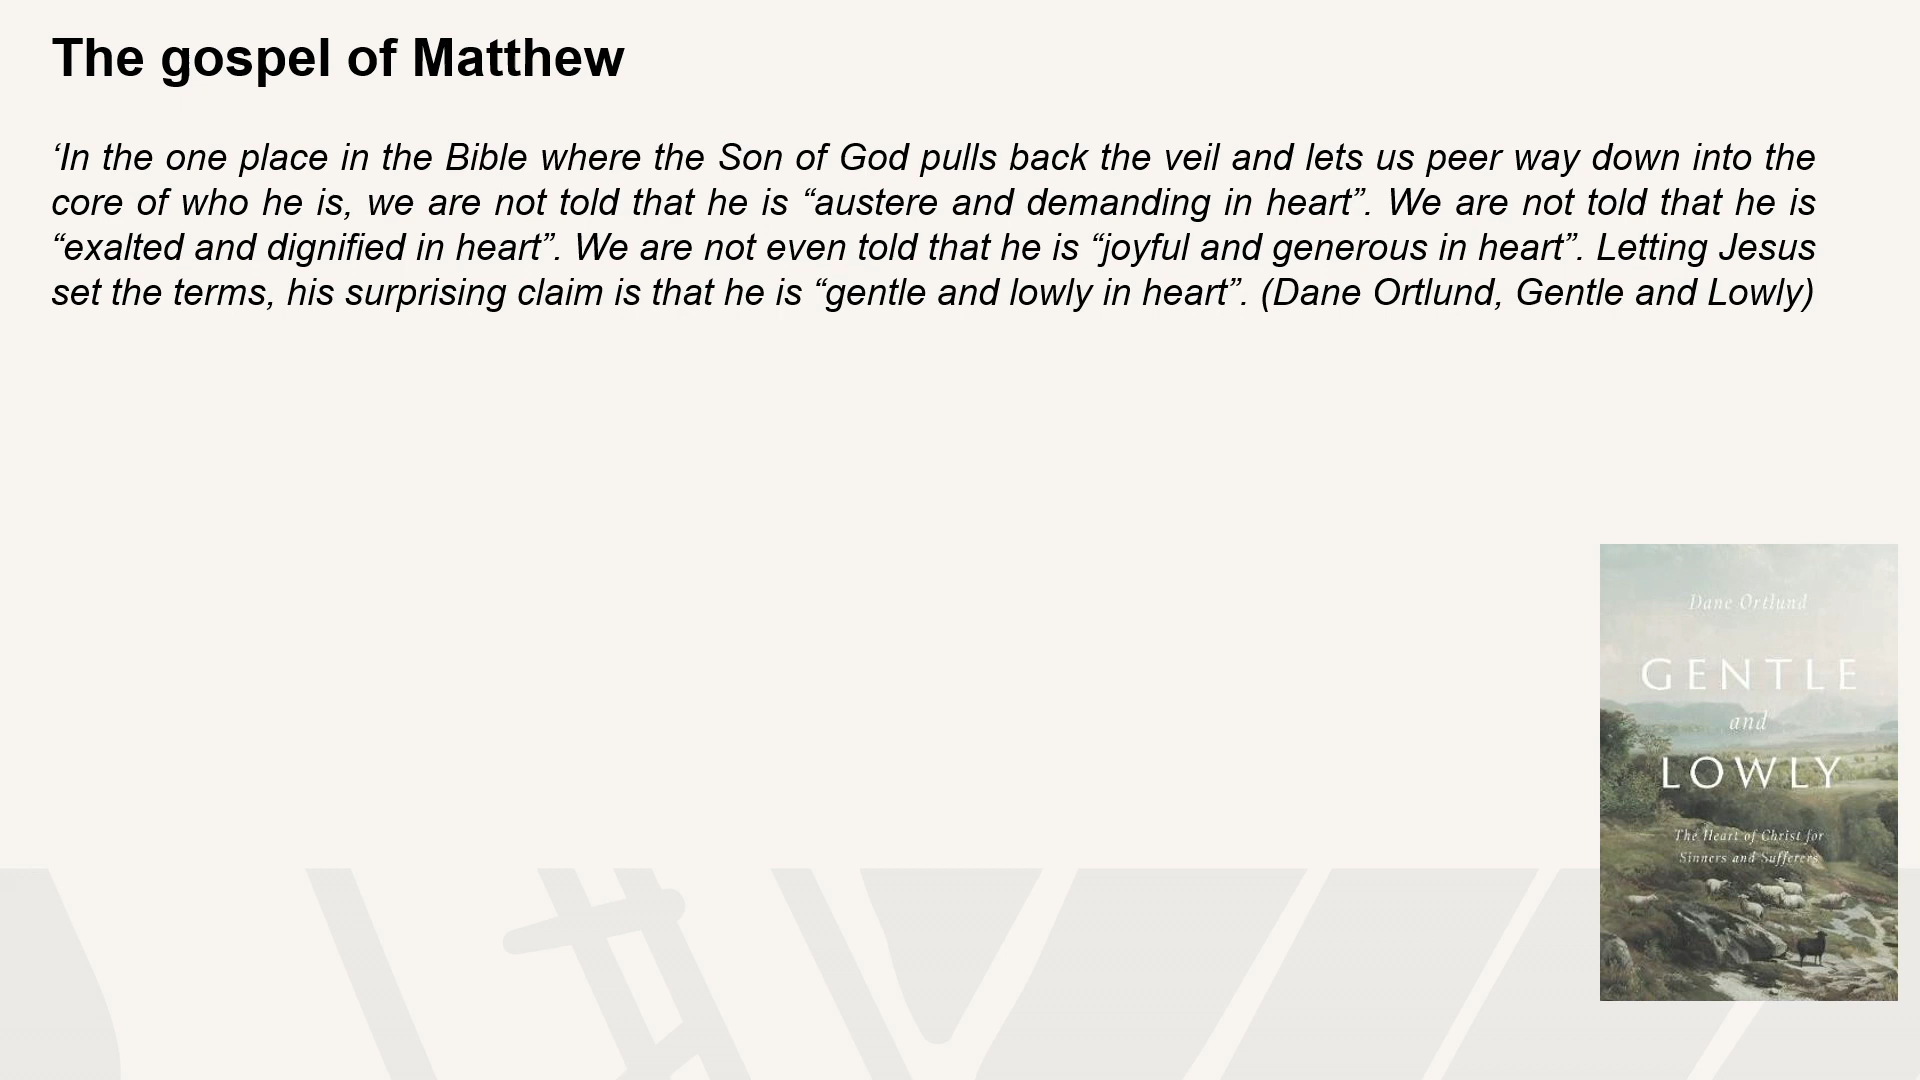 The gospel of Matthew
‘In the one place in the Bible where the Son of God pulls back the veil and lets us peer way down into the
core of who he is, we are not told that he is “austere and demanding in heart”. We are not told that he is
“exalted and dignified in heart”. We are not even told that he is “joyful and generous in heart”. Letting Jesus
set the terms, his surprising claim is that he is “gentle and lowly in heart”. (Dane Ortlund, Gentle and Lowly)
Dane Ortlund
GENTLE
and
LOWLY
The Heart of Christ for
Sinners and Sufferers